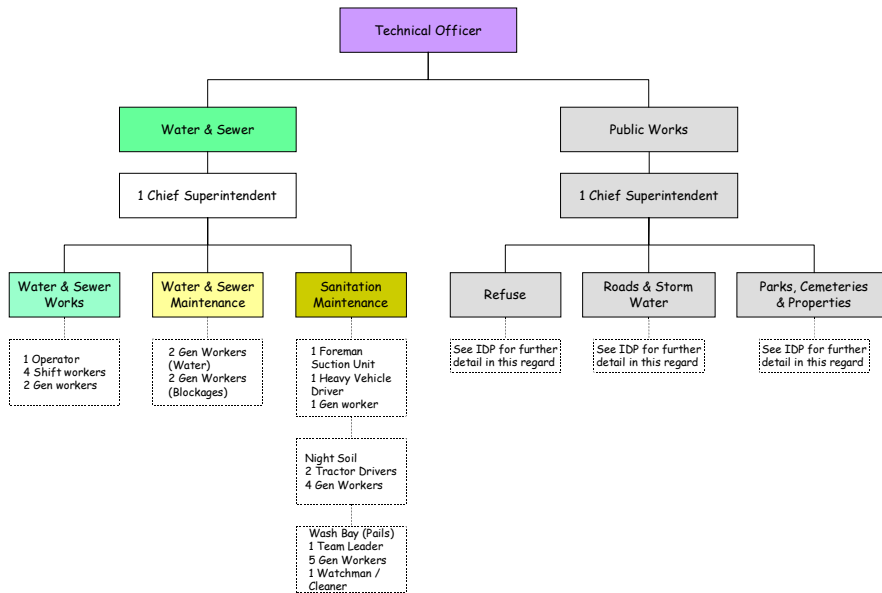 Technical Officer
Water & Sewer
Public Works
1 Chief Superintendent
1 Chief Superintendent
Water & Sewer
Works
Water & Sewer
Maintenance
Sanitation
Maintenance
Refuse
Roads & Storm
Water
Parks, Cemeteries
& Properties
1 Operator
4 Shift workers
2 Gen workers
2 Gen Workers
(Water)
2 Gen Workers
(Blockages)
1 Foreman
Suction Unit
1 Heavy Vehicle
Driver
1 Gen worker
See IDP for further
detail in this regard
See IDP for further
detail in this regard
See IDP for further
detail in this regard
Night Soil
2 Tractor Drivers
4 Gen Workers
Wash Bay (Pails)
1 Team Leader
5 Gen Workers
1 Watchman /
Cleaner